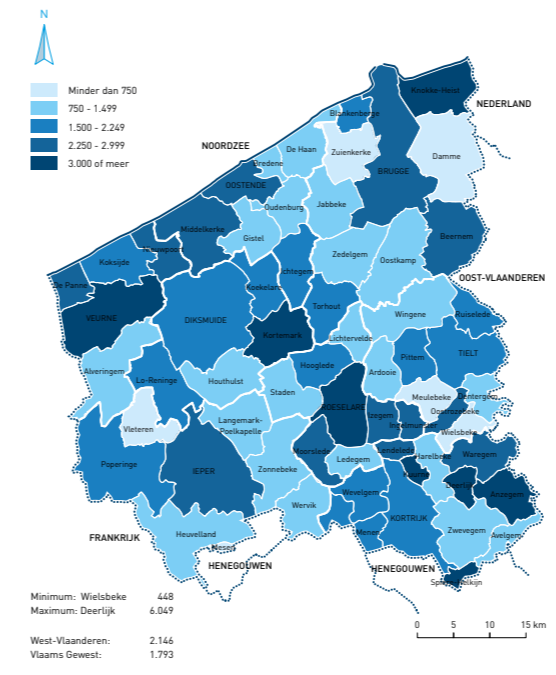 N
Minder dan 750
750 - 1.499
1.500 - 2.249
2.250 - 2.999
3.000 of meer
Knokke-Heist
NEDERLAND
Blankenberge
NOORDZEE
De Haan
Zuienkerke
Damme
Bredene
BRUGGE
OOSTENDE
Oudenburg
Jabbeke
Middelkerke
Gistel
Beernem
Nieuwpoort
Zedelgem
Oostkamp
Koksijde
Ichtegem
OOST-VLAANDEREN
De Panne
Koekelare
Torhout
Wingene
Ruiselede
VEURNE
DIKSMUIDE
Kortemark
Lichtervelde
Pittem
TIELT
Hooglede
Alveringem
Ardooie
Lo-Reninge
Houthulst
Staden
Meulebeke
Dentergem
ROESELARE
Oostrozebeke
Izegem
Langemark-
Poelkapelle
Ingelmunster
Vleteren
Wielsbeke
Moorslede
Lendelede
Waregem
Harelbeke
Ledegem
Poperinge
IEPER
Zonnebeke
Kuurne
Deerlijk
Wevelgem
Anzegem
Wervik
KORTRIJK
Menen
Zwevegem
Avelgem
FRANKRIJK
Heuvelland
Mesen
HENEGOUWEN
HENEGOUWEN
Spiere-Helkijn
Minimum: Wielsbeke 448
Maximum: Deerlijk 6.049
West-Vlaanderen: 2.146
Vlaams Gewest: 1.793
0 5 10 15 km